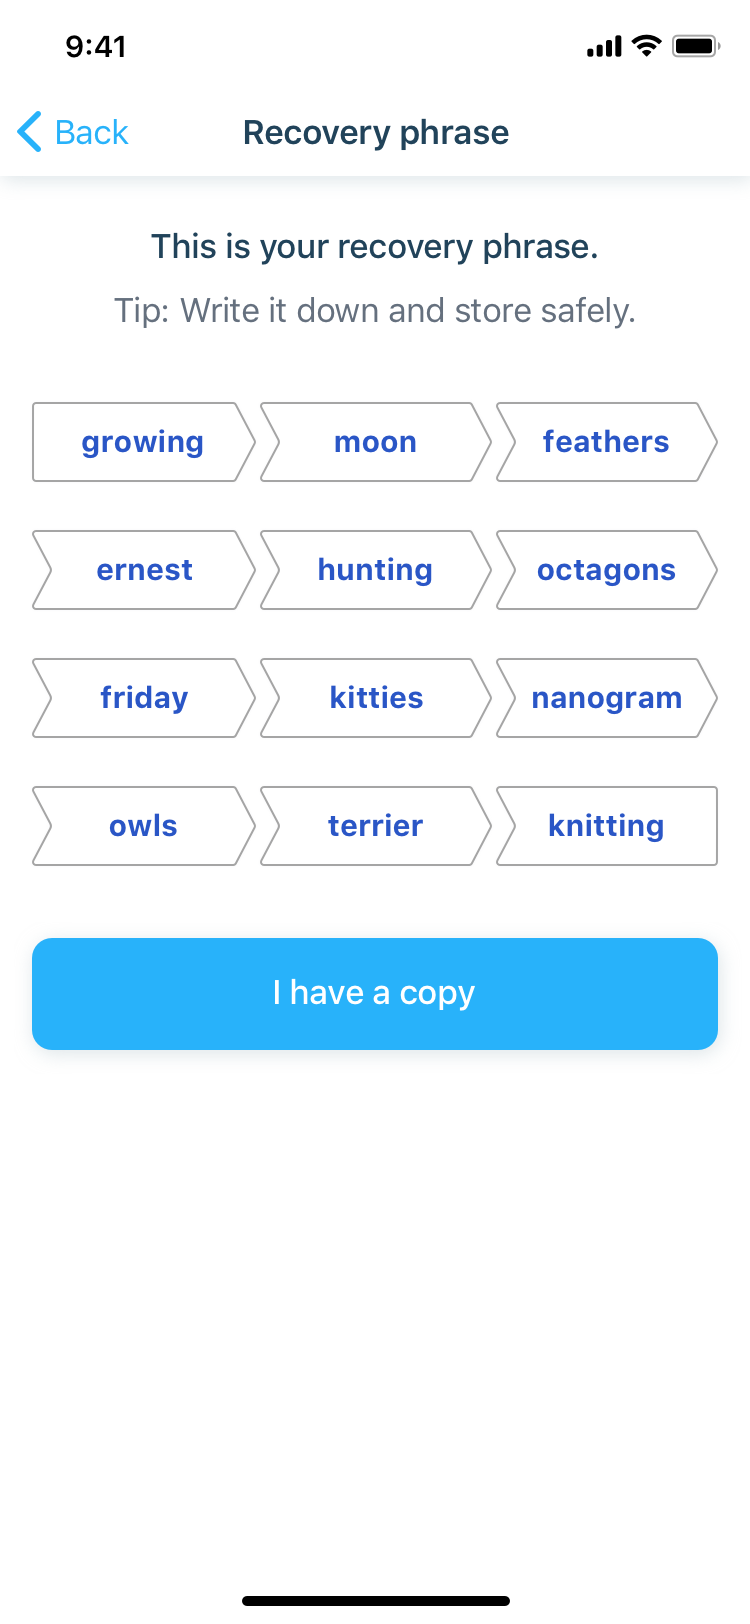 9:41
Back Recovery phrase
This is your recovery phrase.
Tip: Write it down and store safely.
growing moon feathers
ernest hunting octagons
friday kitties nanogram
owls terrier knitting
I have a copy